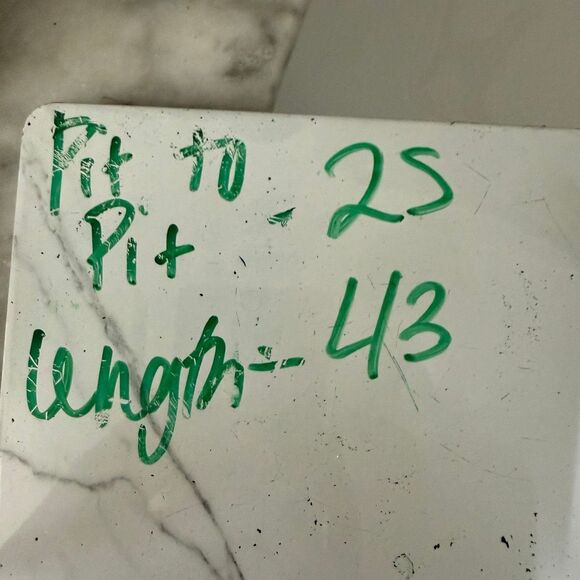 Pit to - 25
Pit
length - 43